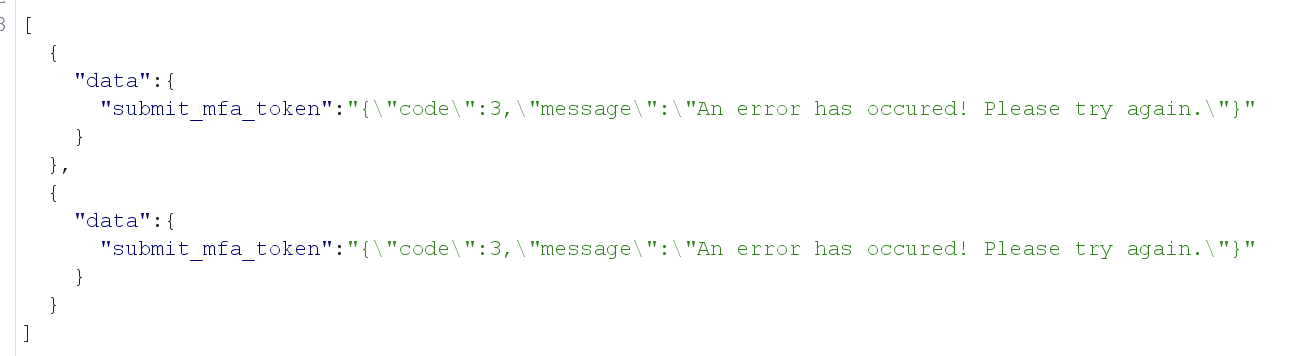 3 [
{
"data":{
"submit_mfa_token":"{\"code\":3,\"message\":\"An error has occured! Please try again.\"}"
}
},
{
"data":{
"submit_mfa_token":"{\"code\":3,\"message\":\"An error has occured! Please try again.\"}"
}
}
]